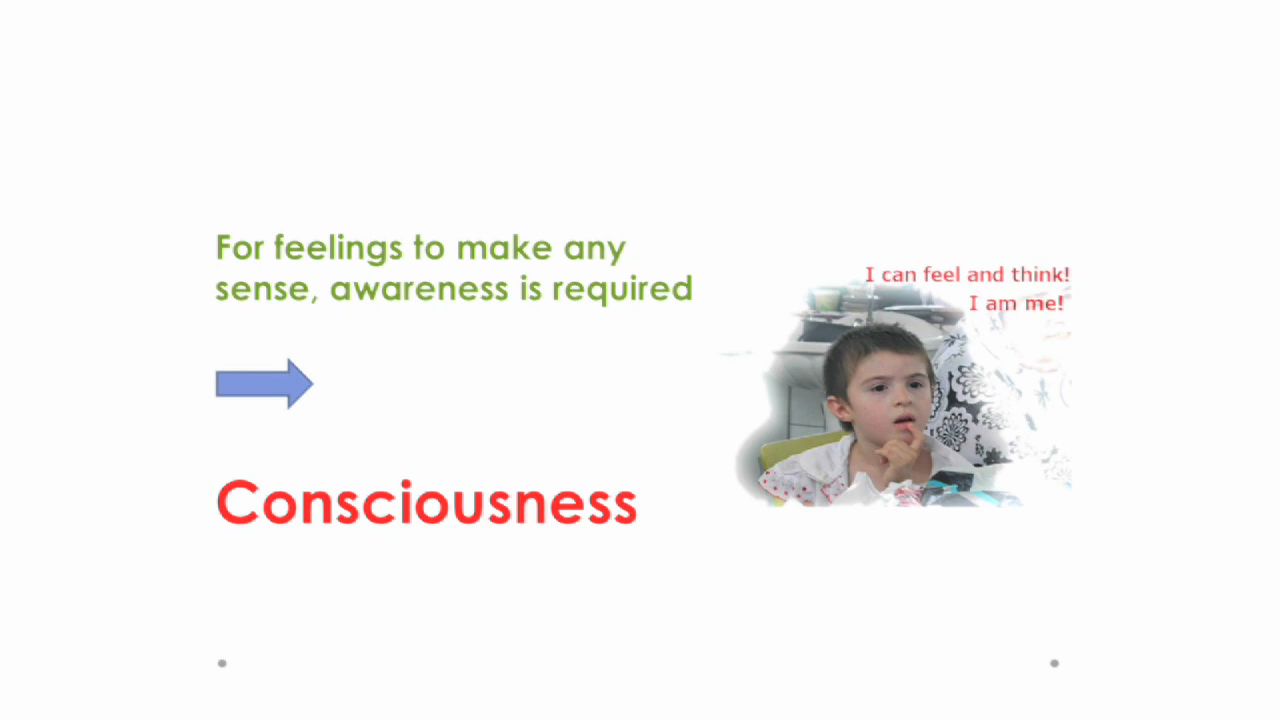 For feelings to make any
sense, awareness is required
I can feel and think!
I am me!
Consciousness